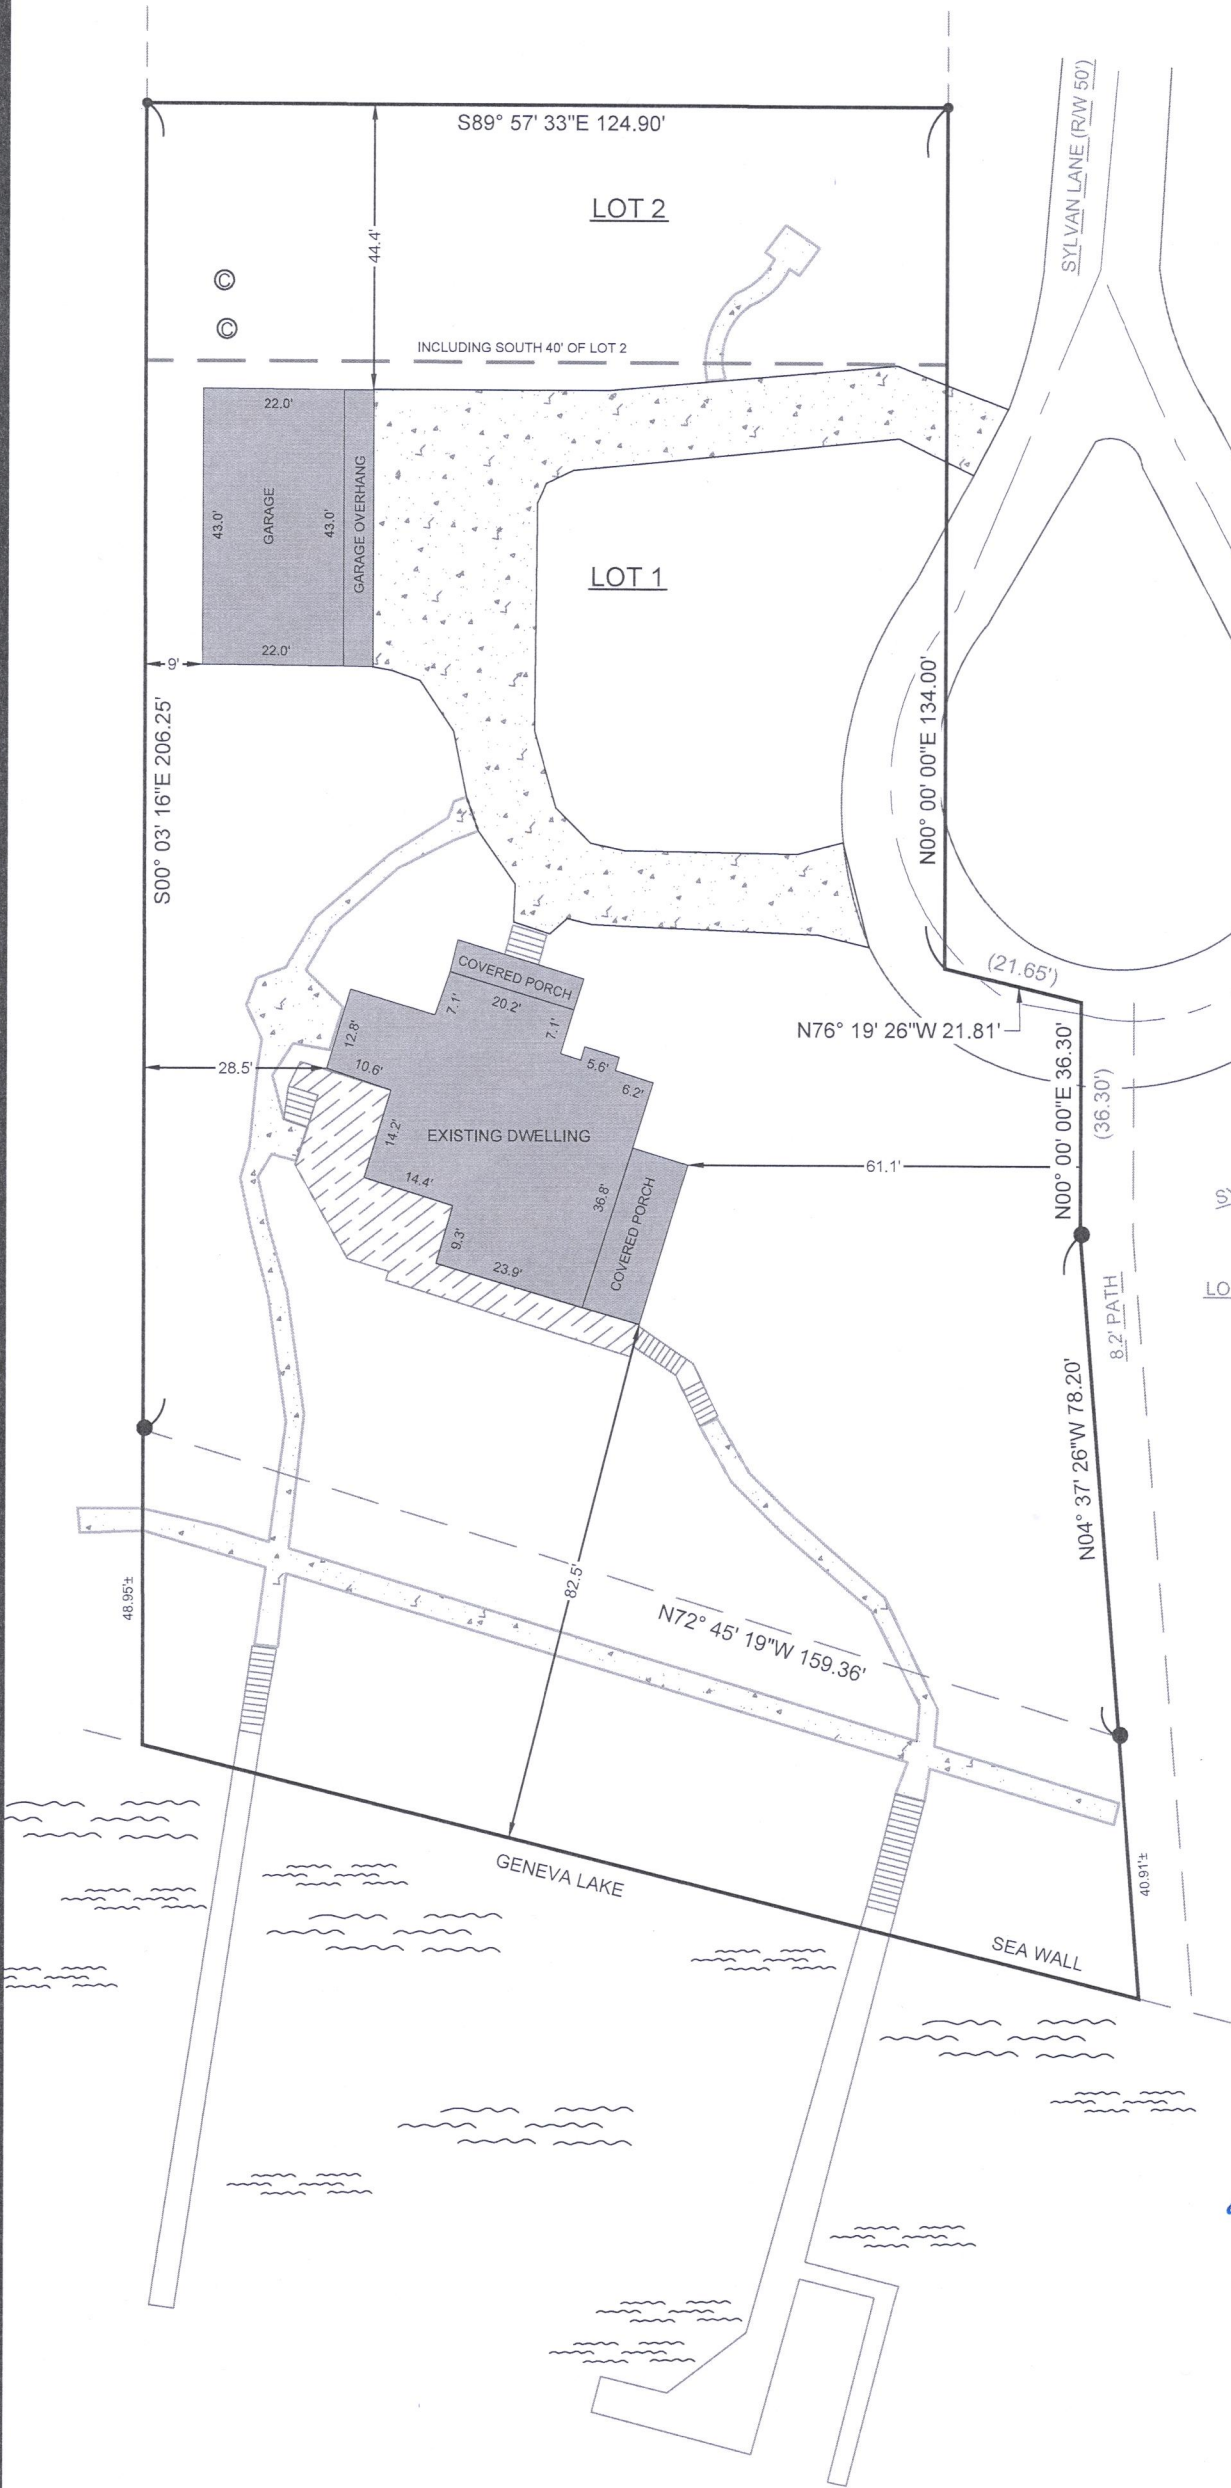 S89° 57' 33"E 124.90'
SYLVAN LANE (R/W 50')
LOT 2
44.4'
©
©
INCLUDING SOUTH 40' OF LOT 2
22.0'
43.0'
GARAGE
43.0'
GARAGE OVERHANG
22.0'
9'
LOT 1
S00° 03' 16"E 206.25'
N00° 00' 00"E 134.00'
(21.65')
N76° 19' 26"W 21.81'
COVERED PORCH
20.2'
7.1'
7.1'
12.8'
10.6'
28.5'
5.6'
6.2'
EXISTING DWELLING
14.2'
14.4'
36.8'
COVERED PORCH
9.3'
23.9'
61.1'
N00° 00' 00"E 36.30'
(36.30')
S
LO
8.2' PATH
N04° 37' 26"W 78.20'
82.5'
48.95'±
N72° 45' 19"W 159.36'
GENEVA LAKE
SEA WALL
40.91'±